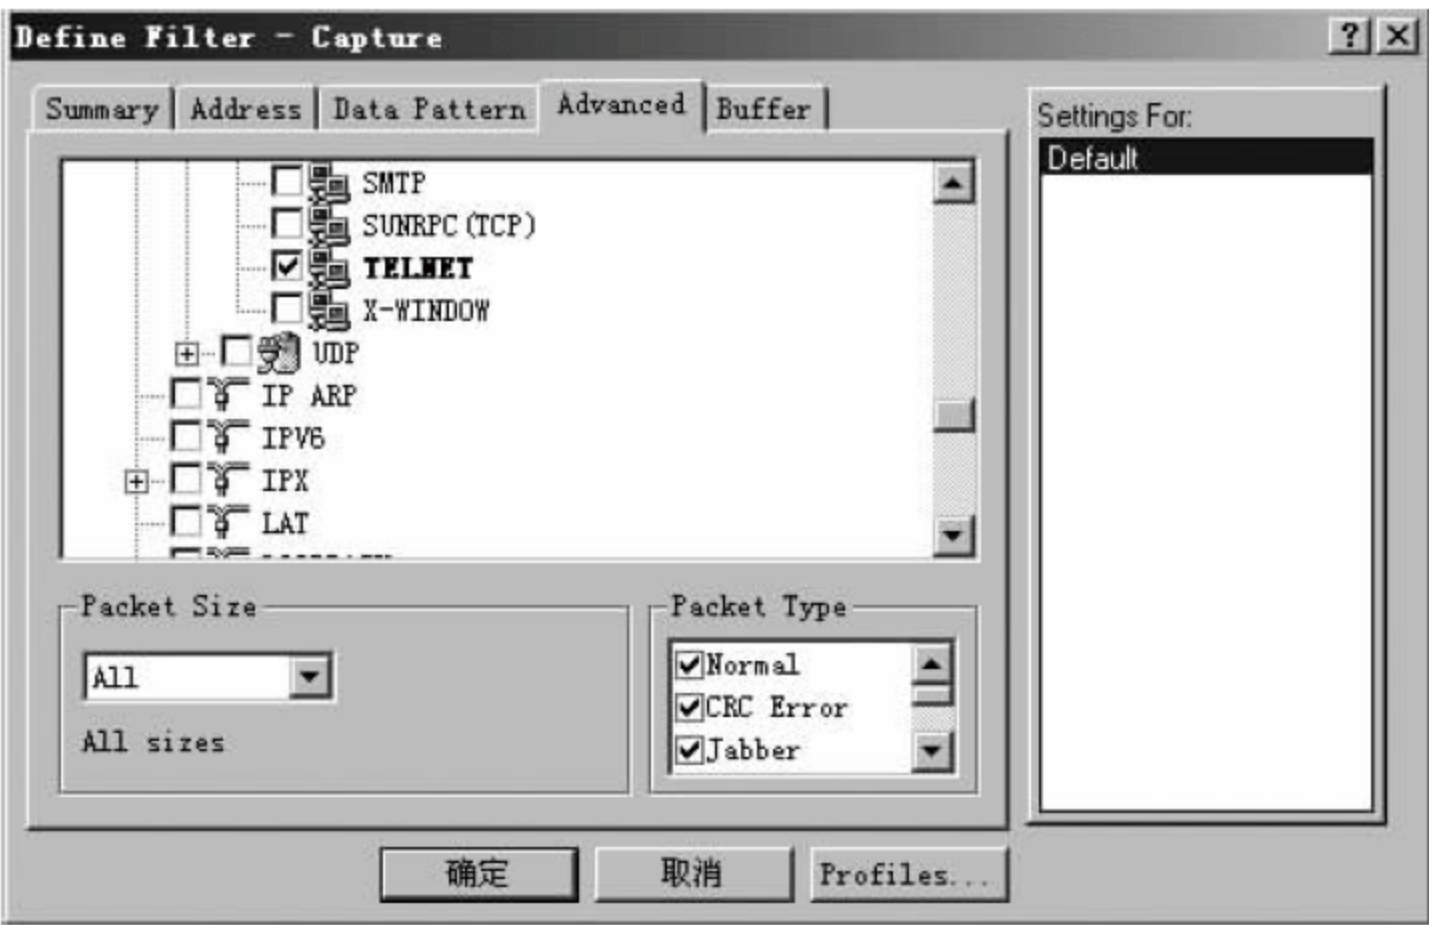 Define Filter - Capture
Summary
Address
Data Pattern
Advanced
Buffer
SMTP
SUNRPC(TCP)
TELNET
X-WINDOW
UDP
IP ARP
IPV6
IPX
LAT
Packet Size
All
All sizes
Packet Type
Normal
CRC Error
Jabber
Settings For:
Default
确定
取消
Profiles...